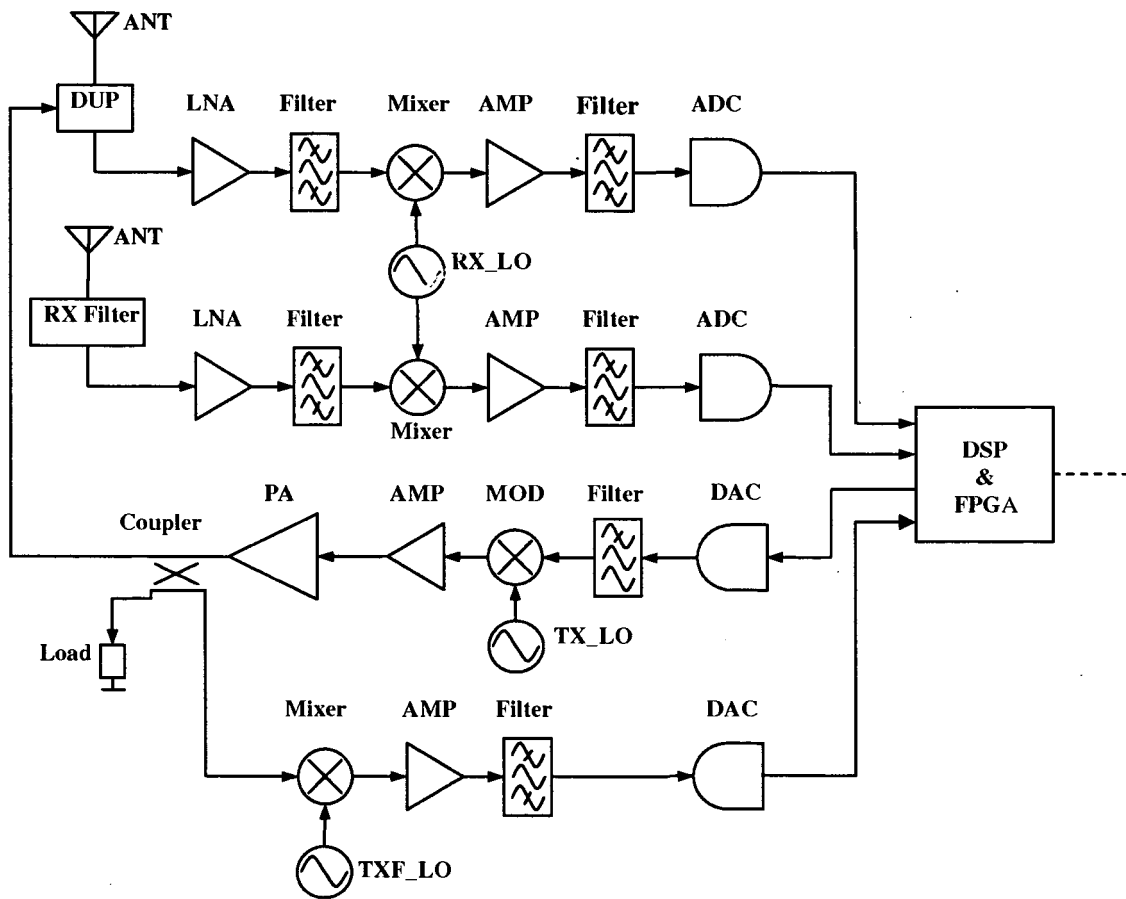 ANT
DUP
LNA Filter Mixer AMP Filter ADC
ANT
RX_LO
RX Filter
LNA Filter AMP Filter ADC
Mixer
DSP
&
FPGA
Coupler PA AMP MOD Filter DAC
TX_LO
Load
Mixer AMP Filter DAC
TXF_LO